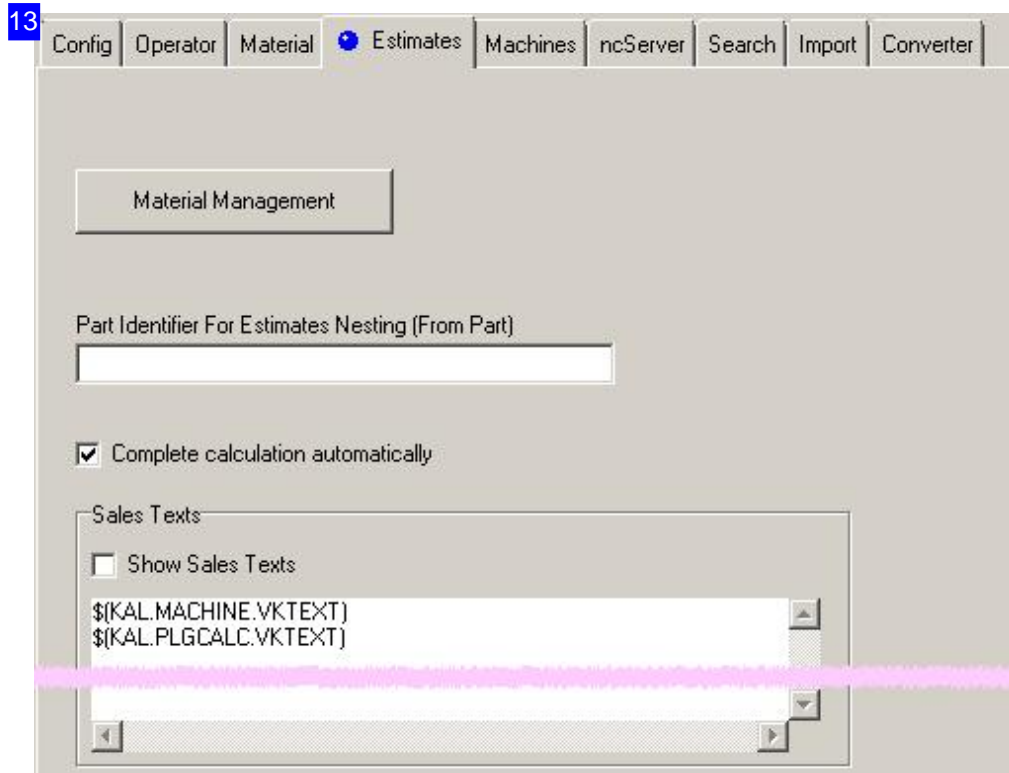 13
Config Operator Material Estimates Machines ncServer Search Import Converter
Material Management
Part Identifier For Estimates Nesting (From Part)
Complete calculation automatically
Sales Texts
Show Sales Texts
$(KAL.MACHINE.VKTEXT)
$(KAL.PLGCALC.VKTEXT)